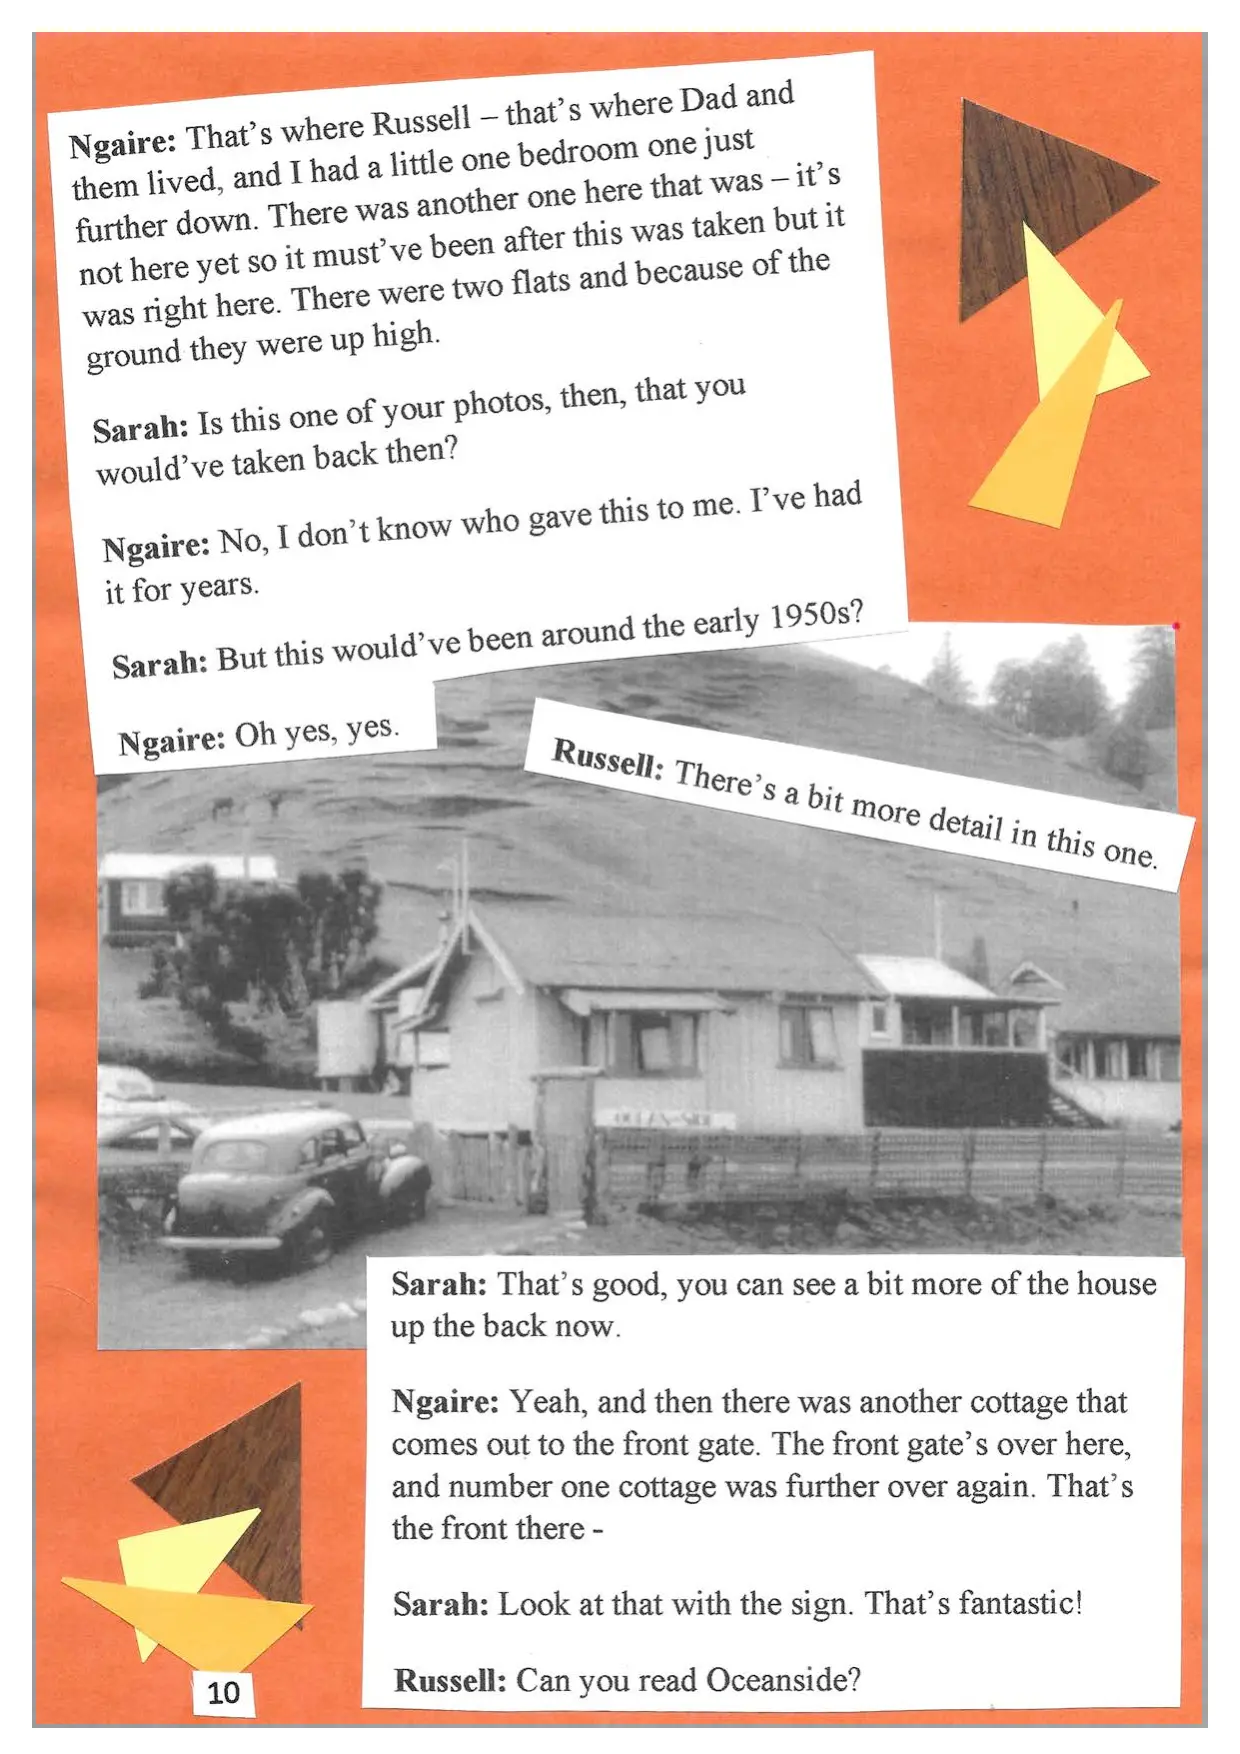 Ngaire: That's where Russell – that's where Dad and
them lived, and I had a little one bedroom one just
further down. There was another one here that was – it's
not here yet so it must've been after this was taken but it
was right here. There were two flats and because of the
ground they were up high.
Sarah: Is this one of your photos, then, that you
would've taken back then?
Ngaire: No, I don't know who gave this to me. I've had
it for years.
Sarah: But this would've been around the early 1950s?
Ngaire: Oh yes, yes.
Russell: There's a bit more detail in this one.
OCEAN-SIDE
Sarah: That's good, you can see a bit more of the house
up the back now.
Ngaire: Yeah, and then there was another cottage that
comes out to the front gate. The front gate's over here,
and number one cottage was further over again. That's
the front there -
Sarah: Look at that with the sign. That's fantastic!
Russell: Can you read Oceanside?
10